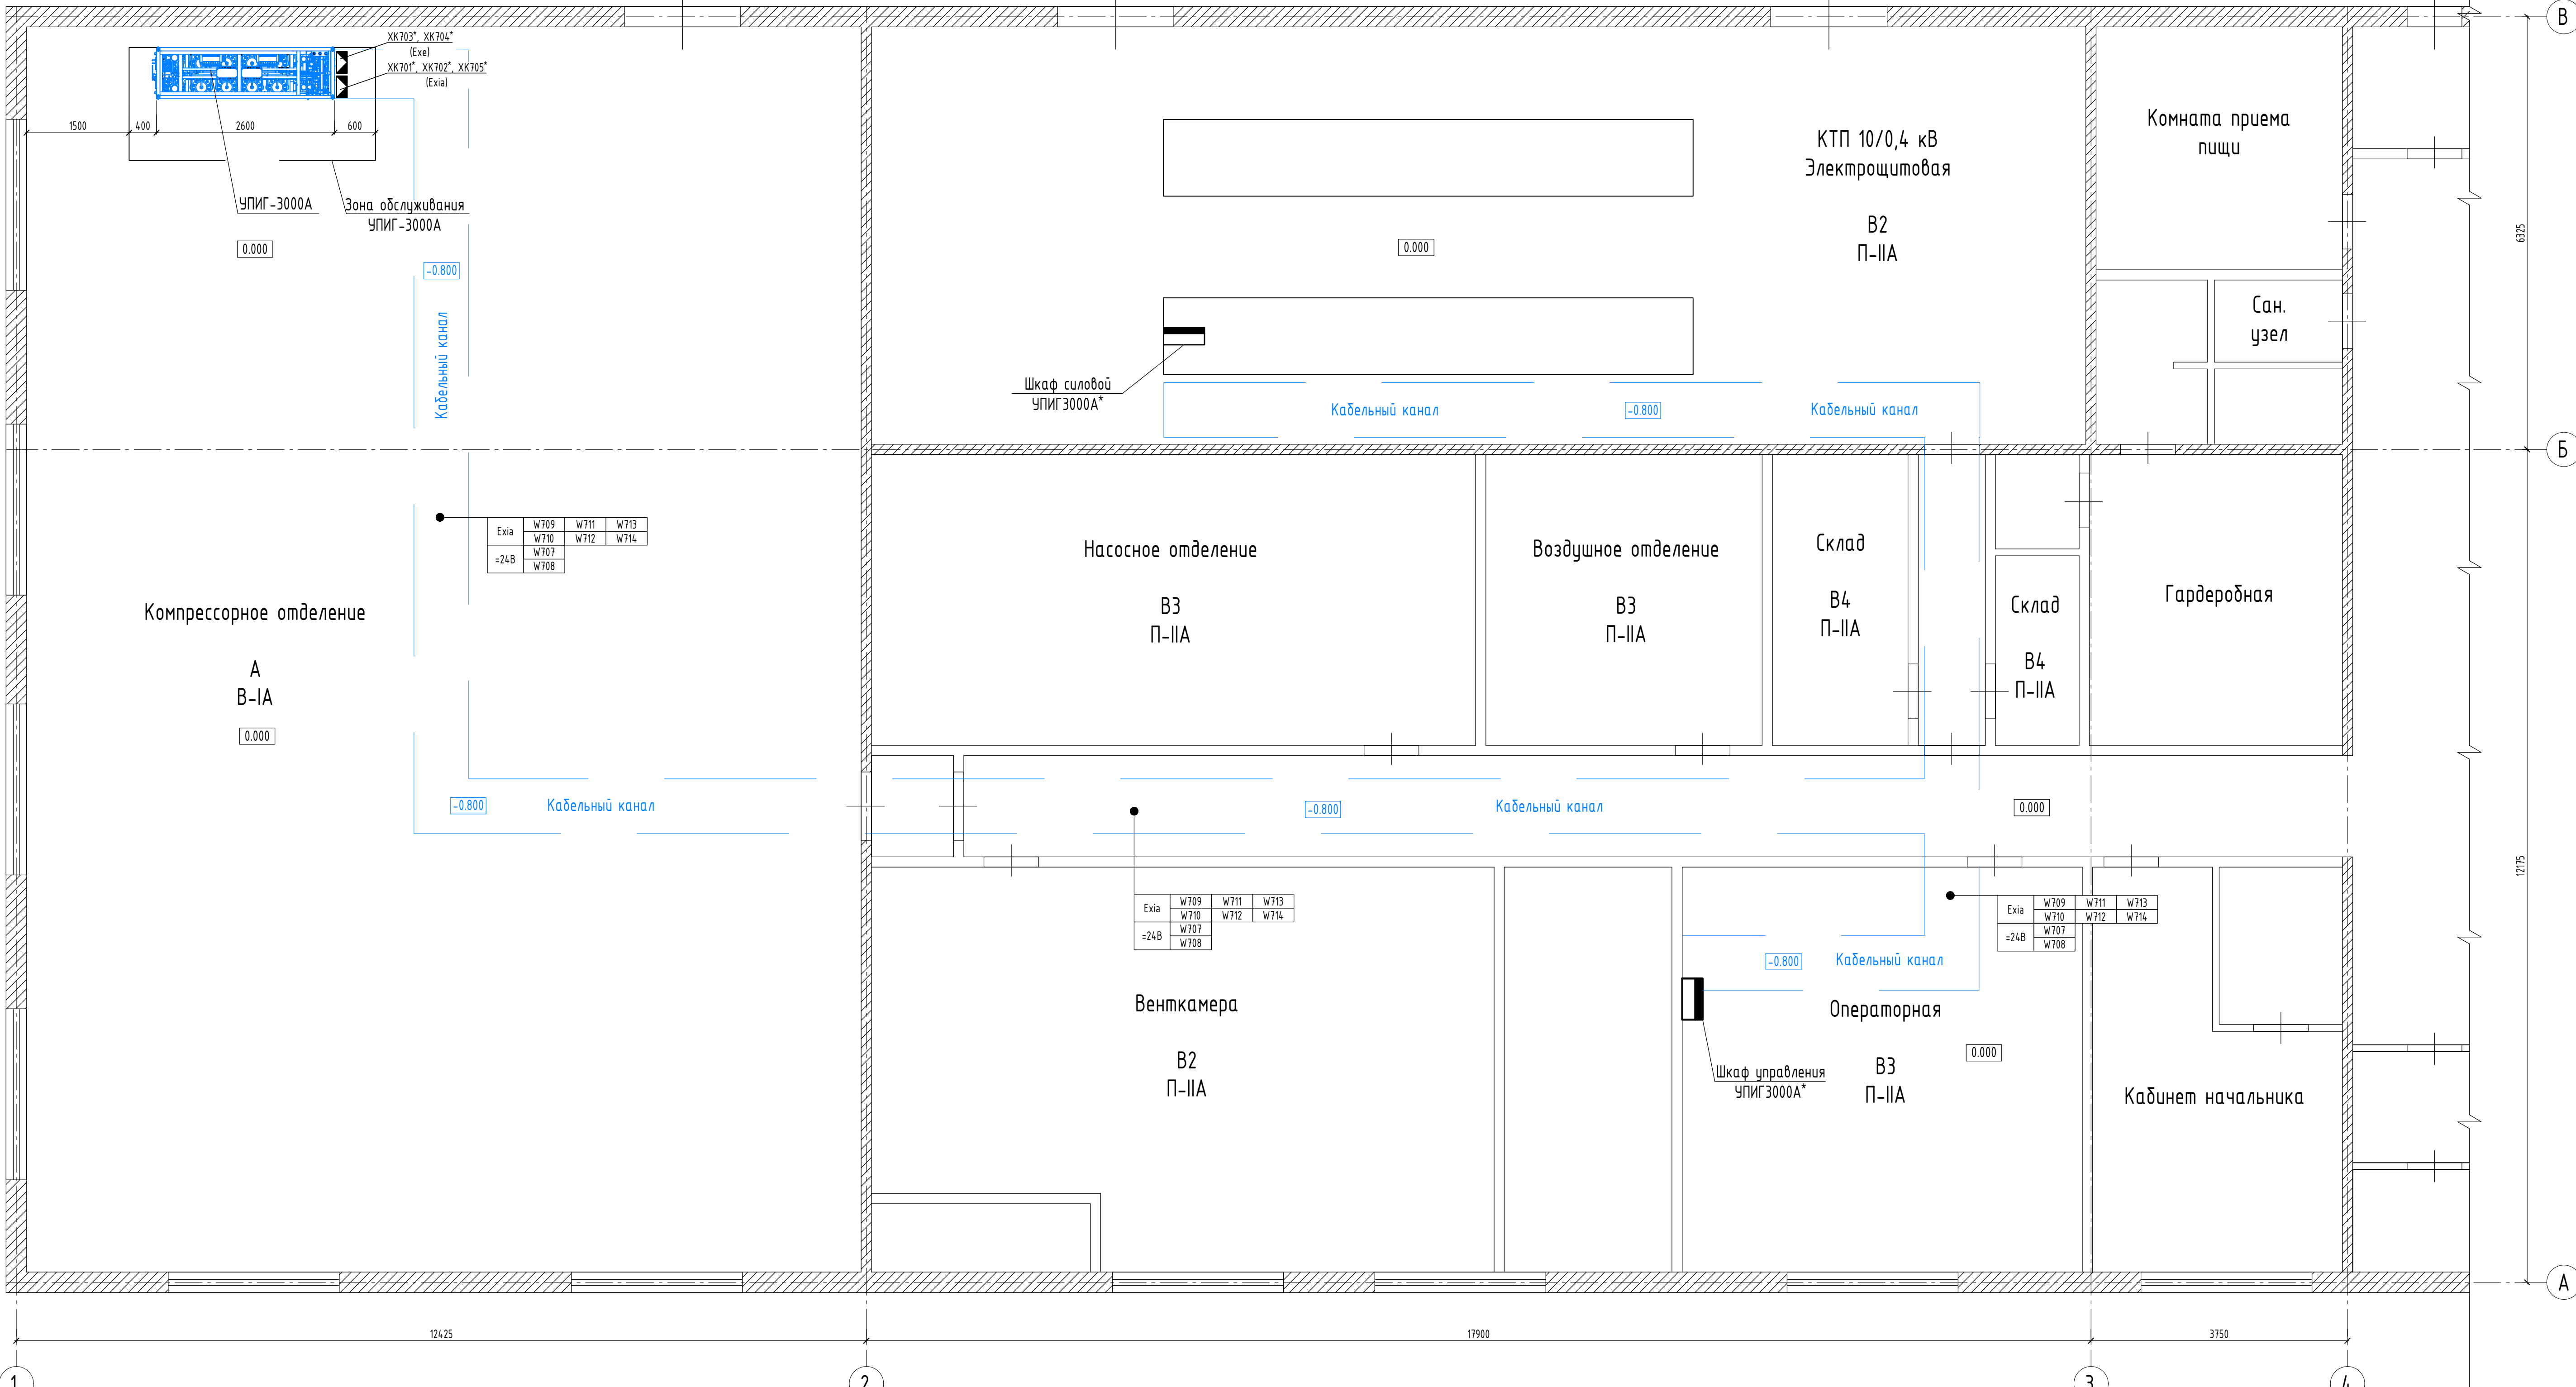 В
ХК703*, ХК704*
(Exe)
ХК701*, ХК702*, ХК705*
(Exia)
1500
400
2600
600
УПИГ-3000А
Зона обслуживания
УПИГ-3000А
0.000
-0.800
Кабельный канал
КТП 10/0,4 кВ
Электрощитовая
В2
П-IIА
0.000
Шкаф силовой
УПИГ3000А*
Кабельный канал
-0.800
Кабельный канал
Комната приема
пищи
Сан.
узел
6325
Б
Exia
W709
W711
W713
W710
W712
W714
=24В
W707
W708
Компрессорное отделение
А
В-IА
0.000
-0.800
Кабельный канал
Насосное отделение
В3
П-IIА
Воздушное отделение
В3
П-IIА
Склад
В4
П-IIА
Склад
В4
П-IIА
Гардеробная
-0.800
Кабельный канал
0.000
12175
Exia
W709
W711
W713
W710
W712
W714
=24В
W707
W708
Exia
W709
W711
W713
W710
W712
W714
=24В
W707
W708
-0.800
Кабельный канал
Венткамера
В2
П-IIА
Операторная
В3
П-IIА
0.000
Шкаф управления
УПИГ3000А*
Кабинет начальника
А
12425
17900
3750
1
2
3
4